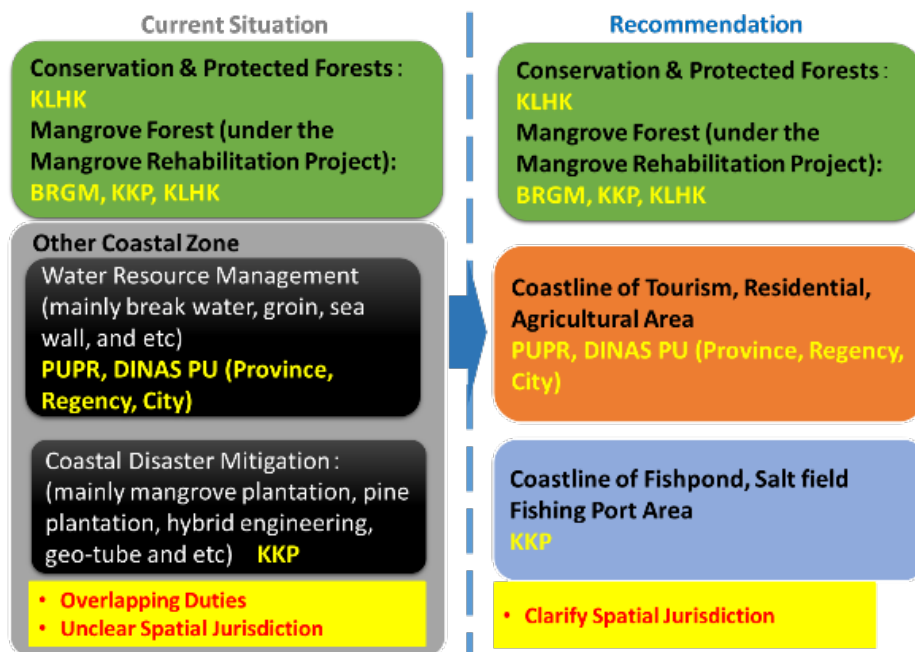 Current Situation
Conservation & Protected Forests :
KLHK
Mangrove Forest (under the
Mangrove Rehabilitation Project):
BRGM, KKP, KLHK
Other Coastal Zone
Water Resource Management
(mainly break water, groin, sea
wall, and etc)
PUPR, DINAS PU (Province,
Regency, City)
Coastal Disaster Mitigation :
(mainly mangrove plantation, pine
plantation, hybrid engineering,
geo-tube and etc) KKP
• Overlapping Duties
• Unclear Spatial Jurisdiction
Recommendation
Conservation & Protected Forests :
KLHK
Mangrove Forest (under the
Mangrove Rehabilitation Project):
BRGM, KKP, KLHK
Coastline of Tourism, Residential,
Agricultural Area
PUPR, DINAS PU (Province, Regency,
City)
Coastline of Fishpond, Salt field
Fishing Port Area
KKP
• Clarify Spatial Jurisdiction